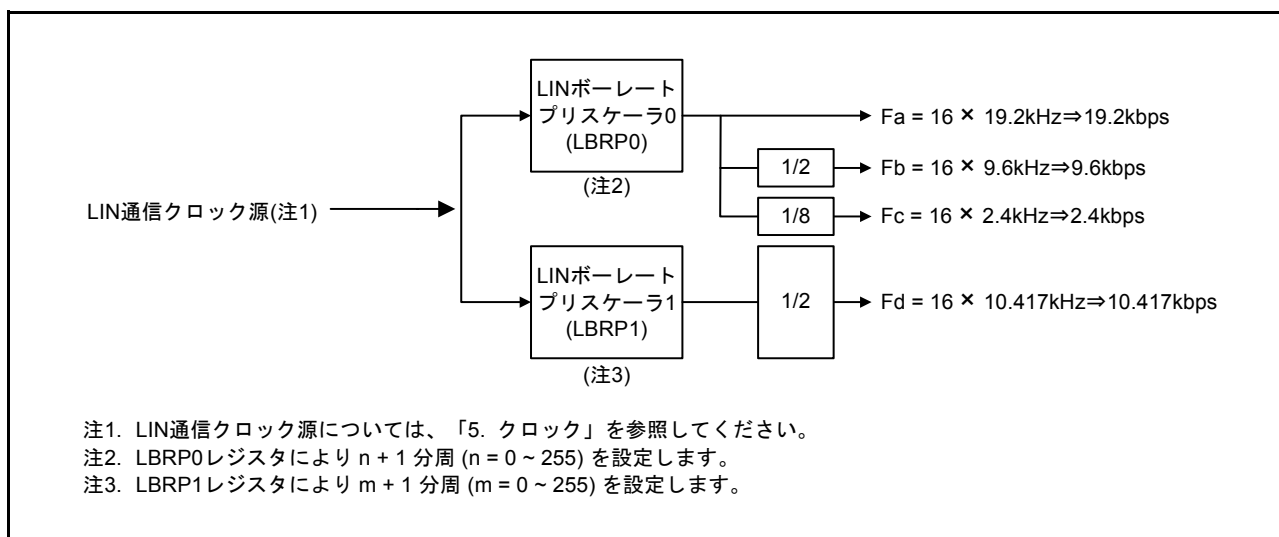 LINボーレート
プリスケーラ0
(LBRP0)
(注2)
Fa = 16 × 19.2kHz⇒19.2kbps
1/2
Fb = 16 × 9.6kHz⇒9.6kbps
LIN通信クロック源(注1)
1/8
Fc = 16 × 2.4kHz⇒2.4kbps
LINボーレート
プリスケーラ1
(LBRP1)
(注3)
1/2
Fd = 16 × 10.417kHz⇒10.417kbps
注1. LIN通信クロック源については、「5. クロック」を参照してください。
注2. LBRP0レジスタにより n + 1 分周 (n = 0 ~ 255) を設定します。
注3. LBRP1レジスタにより m + 1 分周 (m = 0 ~ 255) を設定します。